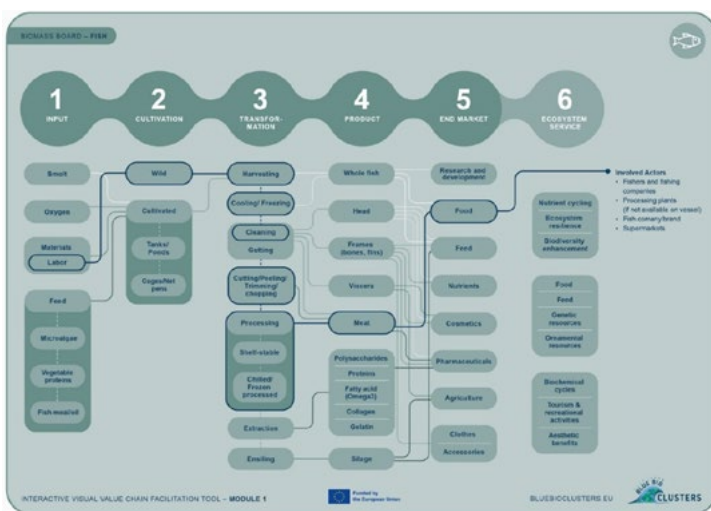 BIOMASS BOARD – FISH
1
INPUT
2
CULTIVATION
3
TRANSFOR-
MATION
4
PRODUCT
5
END MARKET
6
ECOSYSTEM
SERVICE
Smolt
Oxygen
Materials
Labor
Feed
Microalgae
Vegetable
proteins
Fish-meal/oil
Wild
Cultivated
Tanks/
Ponds
Cages/Net
pens
Harvesting
Cooling/ Freezing
Cleaning
Gutting
Cutting/Peeling/
Trimming/
chopping
Processing
Shelf-stable
Chilled/
Frozen
processed
Extraction
Ensiling
Whole fish
Head
Frames
(bones, fins)
Viscera
Meat
Polysaccharides
Proteins
Fatty acid
(Omega3)
Collagen
Gelatin
Silage
Research and
development
Food
Feed
Nutrients
Cosmetics
Pharmaceuticals
Agriculture
Clothes
Accessories
Nutrient cycling
Ecosystem
resilience
Biodiversity
enhancement
Food
Feed
Genetic
resources
Ornamental
resources
Biochemical
cycles
Tourism &
recreational
activities
Aesthetic
benefits
Involved Actors
• Fishers and fishing
companies
• Processing plants
(if not available on vessel)
• Fish cannery/brand
• Supermarkets
INTERACTIVE VISUAL VALUE CHAIN FACILITATION TOOL – MODULE 1
Funded by
the European Union
BLUEBIOCLUSTERS.EU
BLUE BIO
CLUSTERS